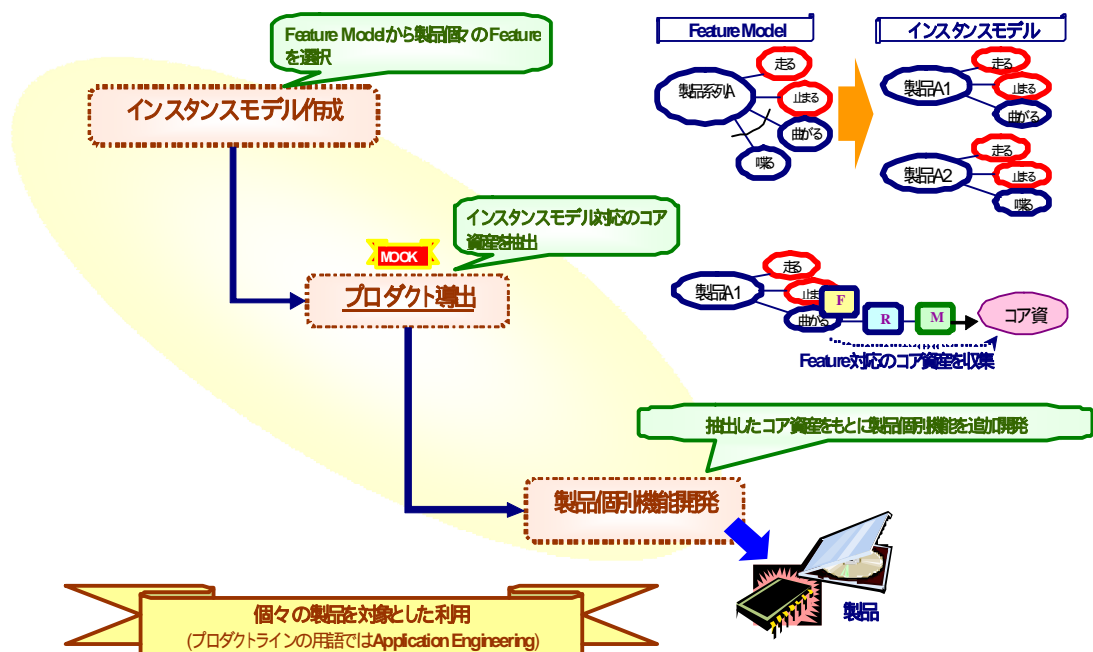 Feature Modelから製品個々のFeature
を選択
インスタンスモデル作成
Feature Model
インスタンスモデル
製品系列A
走る
止まる
曲がる
喋る
製品A1
走る
止まる
曲がる
製品A2
走る
止まる
喋る
インスタンスモデル対応のコア
資産を抽出
MOOK
プロダクト導出
製品A1
走る
止まる
曲がる
F
R
M
コア資
Feature対応のコア資産を収集
抽出したコア資産をもとに製品個別機能を追加開発
製品個別機能開発
製品
個々の製品を対象とした利用
(プロダクトラインの用語ではApplication Engineering)